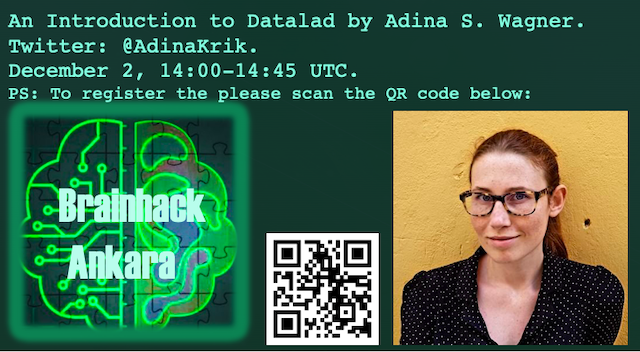 An Introduction to Datalad by Adina S. Wagner.
Twitter: @AdinaKrik.
December 2, 14:00-14:45 UTC.
PS: To register the please scan the QR code below:
Brainhack
Ankara